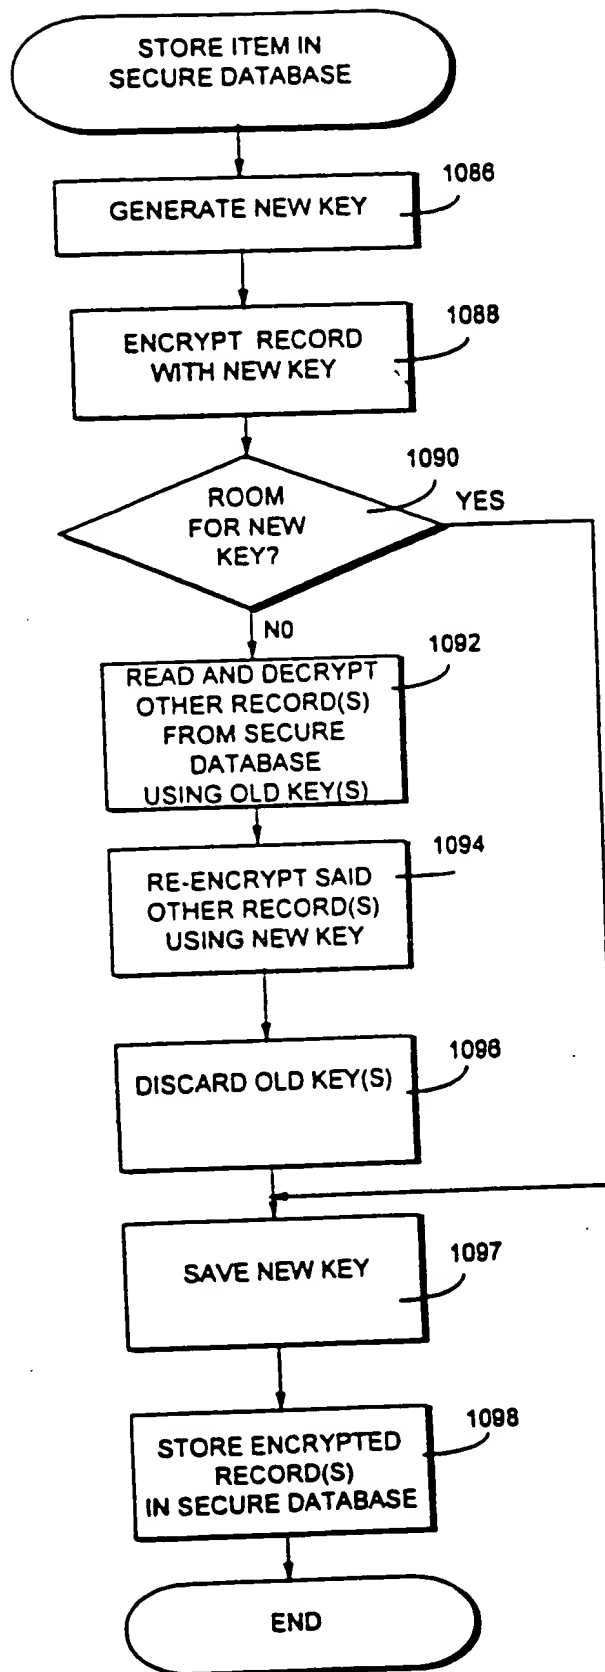 STORE ITEM IN
SECURE DATABASE
1086
GENERATE NEW KEY
1088
ENCRYPT RECORD
WITH NEW KEY
1090
ROOM
FOR NEW
KEY?
YES
NO
1092
READ AND DECRYPT
OTHER RECORD(S)
FROM SECURE
DATABASE
USING OLD KEY(S)
1094
RE-ENCRYPT SAID
OTHER RECORD(S)
USING NEW KEY
1096
DISCARD OLD KEY(S)
1097
SAVE NEW KEY
1098
STORE ENCRYPTED
RECORD(S)
IN SECURE DATABASE
END